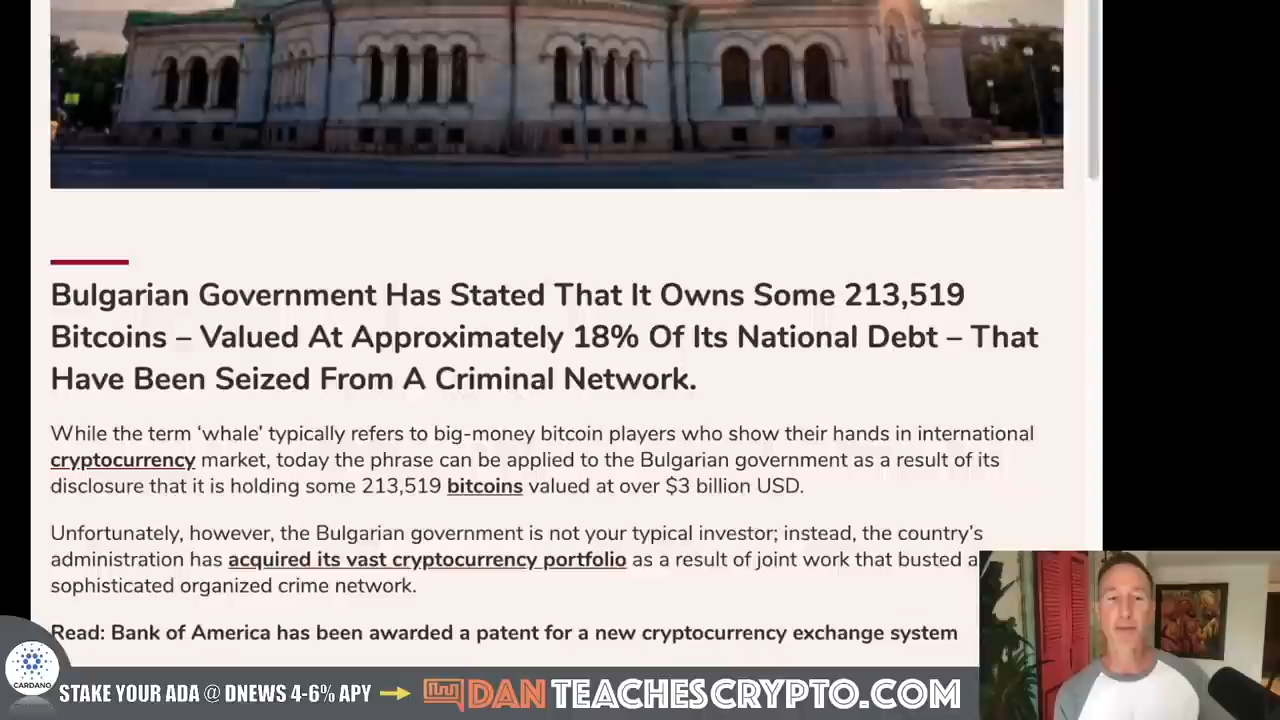 Bulgarian Government Has Stated That It Owns Some 213,519
Bitcoins – Valued At Approximately 18% Of Its National Debt – That
Have Been Seized From A Criminal Network.
While the term ‘whale’ typically refers to big-money bitcoin players who show their hands in international
cryptocurrency market, today the phrase can be applied to the Bulgarian government as a result of its
disclosure that it is holding some 213,519 bitcoins valued at over $3 billion USD.
Unfortunately, however, the Bulgarian government is not your typical investor; instead, the country’s
administration has acquired its vast cryptocurrency portfolio as a result of joint work that busted a
sophisticated organized crime network.
Read: Bank of America has been awarded a patent for a new cryptocurrency exchange system
CARDANO
STAKE YOUR ADA @ DNEWS 4-6% APY
DANTEACHESCRYPTO.COM